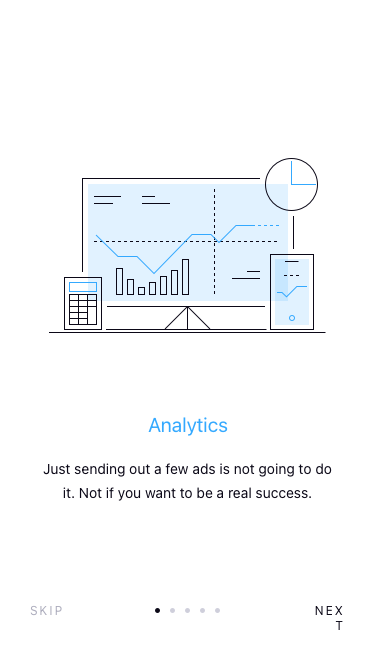 Analytics
Just sending out a few ads is not going to do
it. Not if you want to be a real success.
SKIP
NEX
T